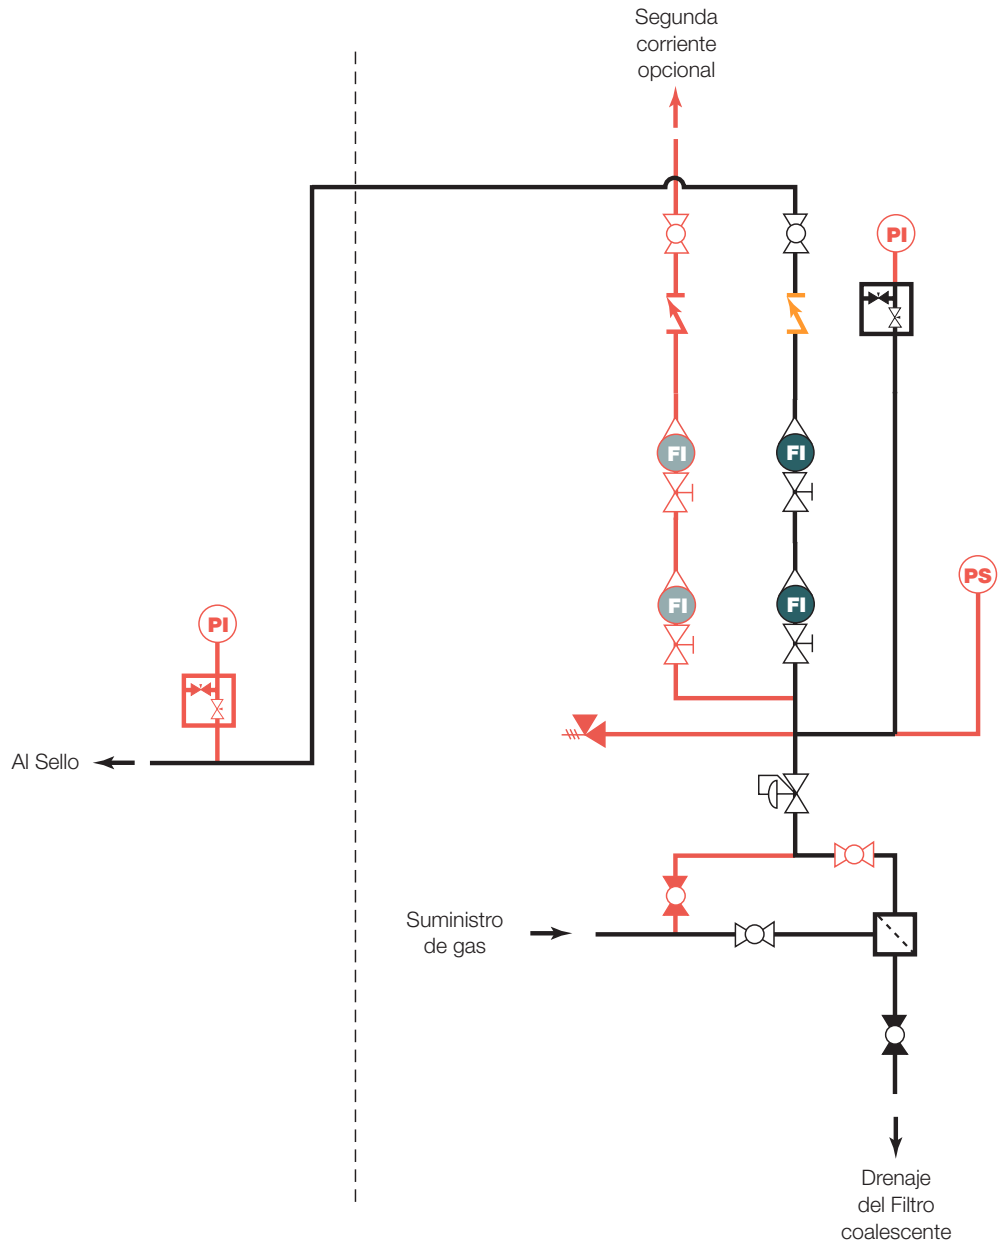 Segunda
corriente
opcional
PI
FI
FI
PS
FI
FI
PI
Al Sello
Suministro
de gas
Drenaje
del Filtro
coalescente